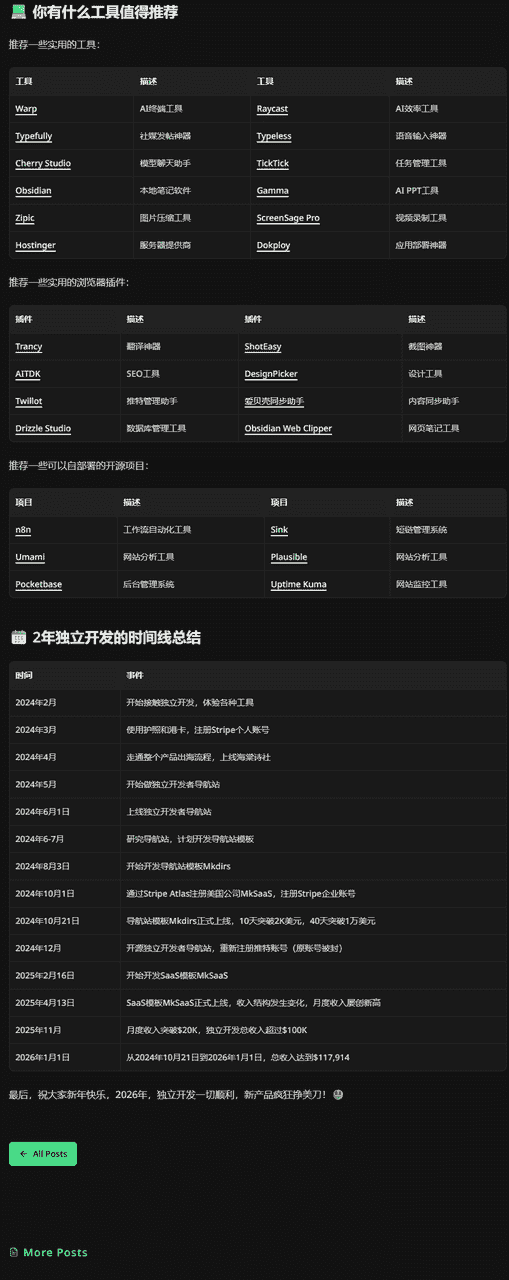 你有什么工具值得推荐
推荐一些实用的工具：
工具 描述 工具 描述
Warp AI终端工具 Raycast AI效率工具
Typefully 社媒发帖神器 Typeless 语音输入神器
Cherry Studio 模型聊天助手 TickTick 任务管理工具
Obsidian 本地笔记软件 Gamma AI PPT工具
Zipic 图片压缩工具 ScreenSage Pro 视频录制工具
Hostinger 服务器提供商 Dokploy 应用部署神器
推荐一些实用的浏览器插件：
插件 描述 插件 描述
Trancy 翻译神器 ShotEasy 截图神器
AITDK SEO工具 DesignPicker 设计工具
Twillot 推特管理助手 爱贝壳同步助手 内容同步助手
Drizzle Studio 数据库管理工具 Obsidian Web Clipper 网页笔记工具
推荐一些可以自部署的开源项目：
项目 描述 项目 描述
n8n 工作流自动化工具 Sink 短链管理系统
Umami 网站分析工具 Plausible 网站分析工具
Pocketbase 后台管理系统 Uptime Kuma 网站监控工具
2年独立开发的时间线总结
时间 事件
2024年2月 开始接触独立开发，体验各种工具
2024年3月 使用护照和港卡，注册Stripe个人账号
2024年4月 走通整个产品出海流程，上线海棠诗社
2024年5月 开始做独立开发者导航站
2024年6月1日 上线独立开发者导航站
2024年6-7月 研究导航站，计划开发导航站模板
2024年8月3日 开始开发导航站模板Mkdirs
2024年10月1日 通过Stripe Atlas注册美国公司MkSaaS，注册Stripe企业账号
2024年10月21日 导航站模板Mkdirs正式上线，10天突破2K美元，40天突破1万美元
2024年12月 开源独立开发者导航站，重新注册推特账号（原账号被封）
2025年2月16日 开始开发SaaS模板MkSaaS
2025年4月13日 SaaS模板MkSaaS正式上线，收入结构发生变化，月度收入屡创新高
2025年11月 月度收入突破$20K，独立开发总收入超过$100K
2026年1月1日 从2024年10月21日到2026年1月1日，总收入达到$117,914
最后，祝大家新年快乐，2026年，独立开发一切顺利，新产品疯狂挣美刀！
← All Posts
More Posts